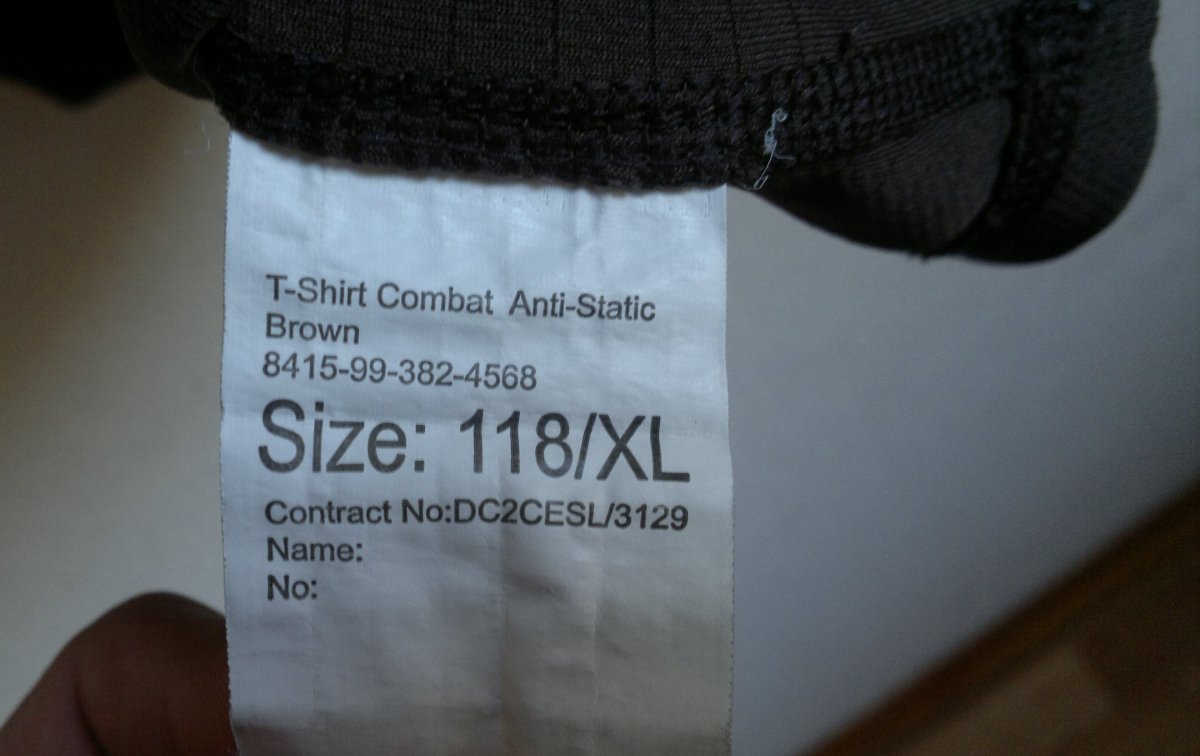 T-Shirt Combat Anti-Static
Brown
8415-99-382-4568
Size: 118/XL
Contract No:DC2CESL/3129
Name:
No: